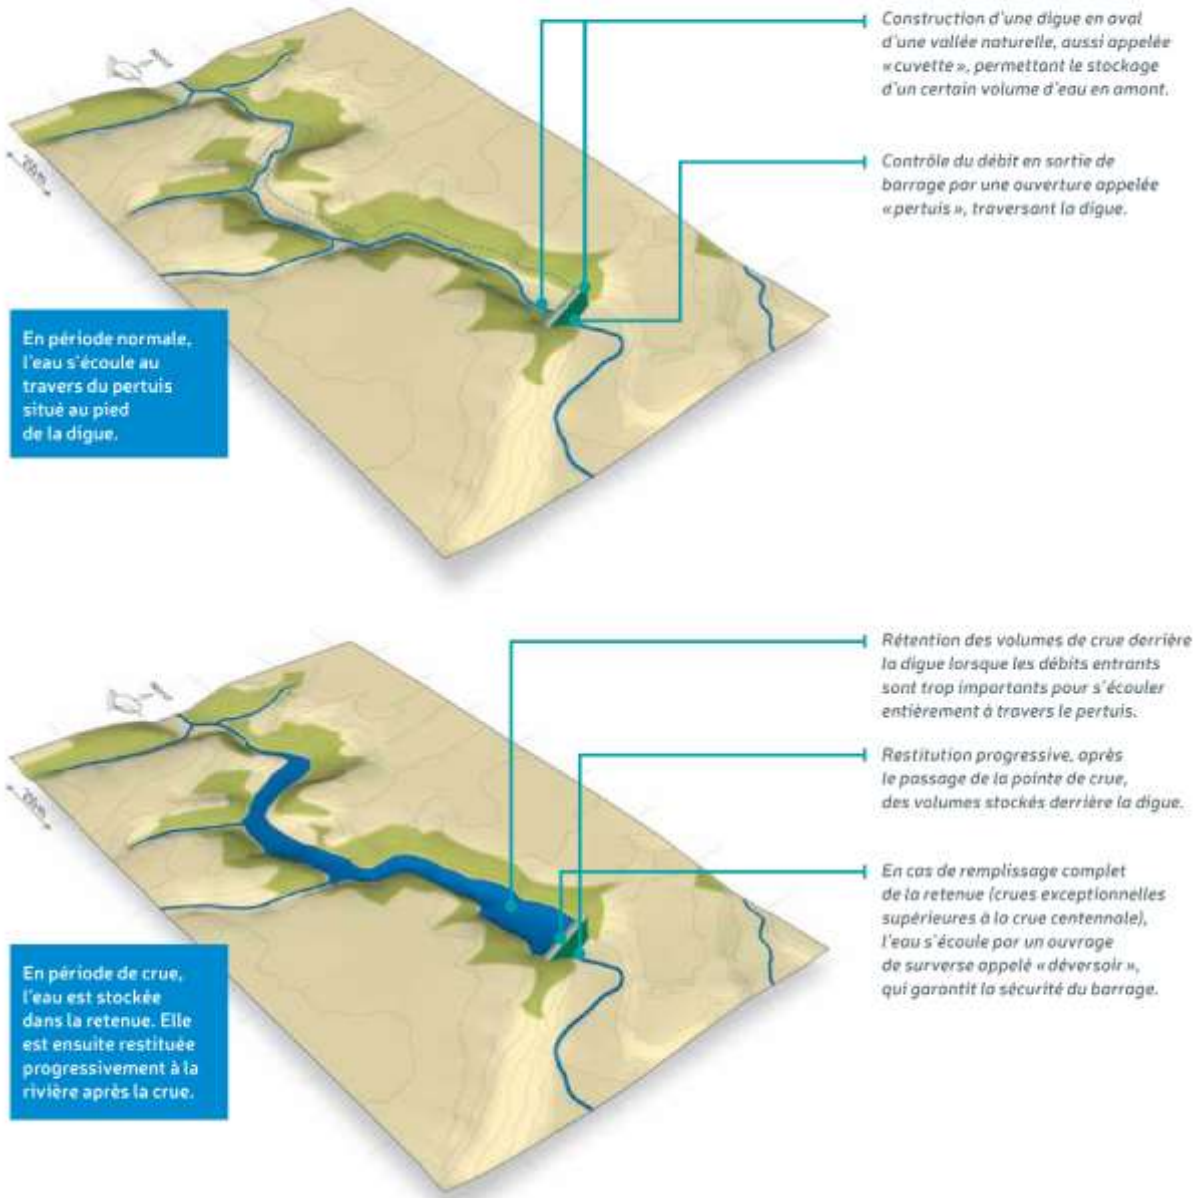 Construction d'une digue en aval
d'une vallée naturelle, aussi appelée
«cuvette», permettant le stockage
d'un certain volume d'eau en amont.
Contrôle du débit en sortie de
barrage par une ouverture appelée
«pertuis», traversant la digue.
En période normale,
l'eau s'écoule au
travers du pertuis
situé au pied
de la digue.
Rétention des volumes de crue derrière
la digue lorsque les débits entrants
sont trop importants pour s'écouler
entièrement à travers le pertuis.
Restitution progressive, après
le passage de la pointe de crue,
des volumes stockés derrière la digue.
En cas de remplissage complet
de la retenue (crues exceptionnelles
supérieures à la crue centennale),
l'eau s'écoule par un ouvrage
de surverse appelé «déversoir»,
qui garantit la sécurité du barrage.
En période de crue,
l'eau est stockée
dans la retenue. Elle
est ensuite restituée
progressivement à la
rivière après la crue.